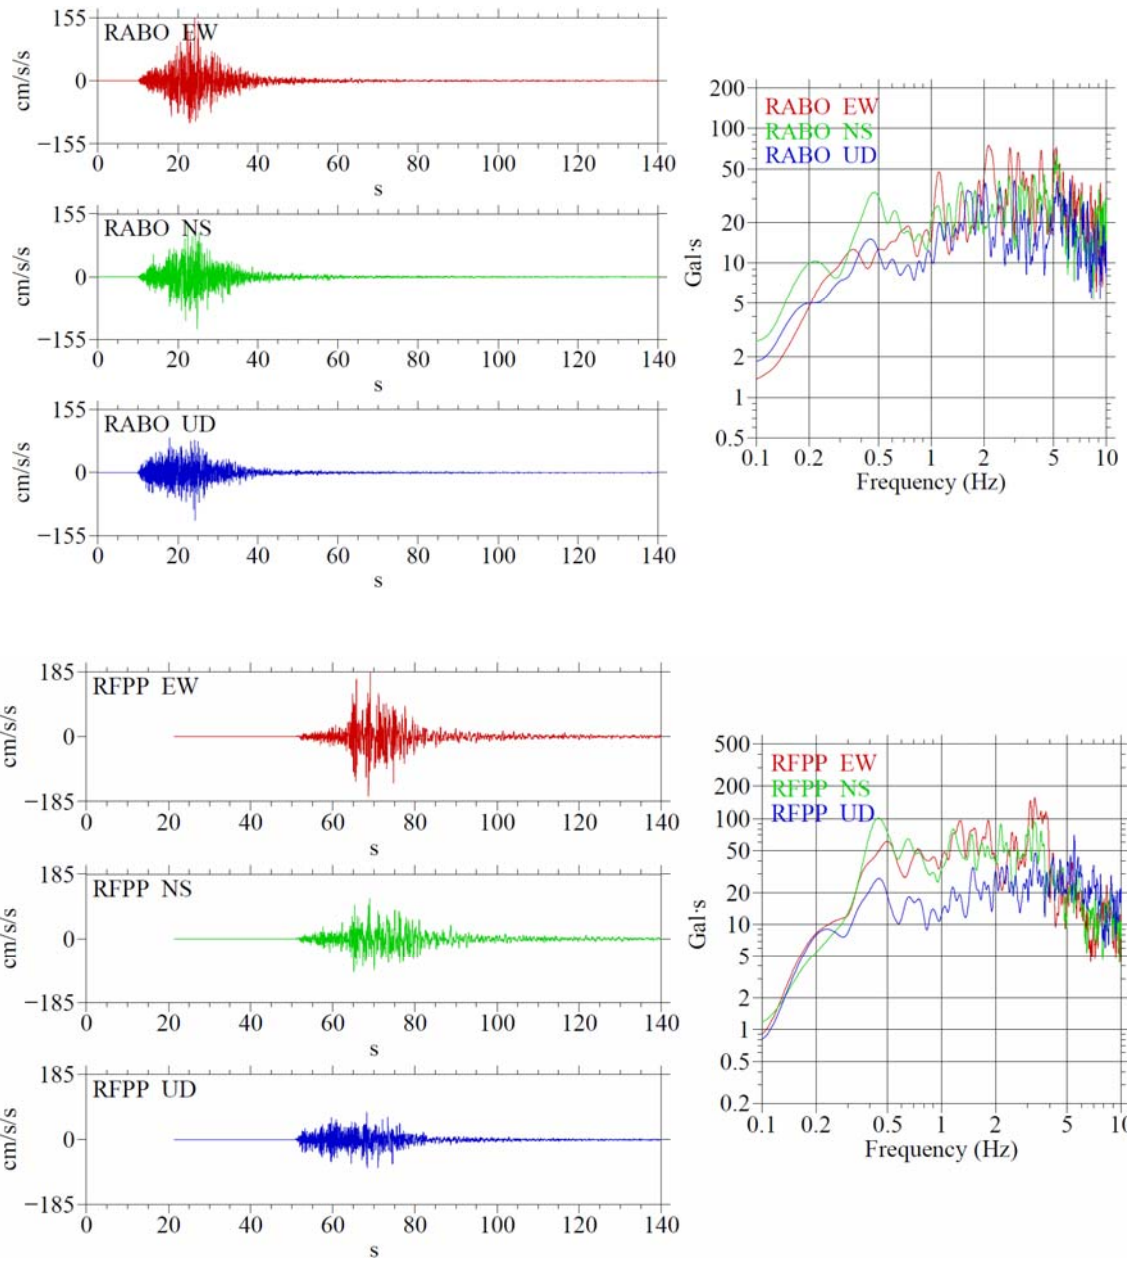 155
RABO EW
cm/s/s
0
−155
0 20 40 60 80 100 120 140
s
155
RABO NS
cm/s/s
0
−155
0 20 40 60 80 100 120 140
s
155
RABO UD
cm/s/s
0
−155
0 20 40 60 80 100 120 140
s
200
RABO EW
100
RABO NS
RABO UD
50
20
Gal·s
10
5
2
1
0.5
0.1 0.2 0.5 1 2 5 10
Frequency (Hz)
185
RFPP EW
cm/s/s
0
−185
0 20 40 60 80 100 120 140
s
185
RFPP NS
cm/s/s
0
−185
0 20 40 60 80 100 120 140
s
185
RFPP UD
cm/s/s
0
−185
0 20 40 60 80 100 120 140
s
500
RFPP EW
200
RFPP NS
100
RFPP UD
50
20
Gal·s
10
5
2
1
0.5
0.2
0.1 0.2 0.5 1 2 5 10
Frequency (Hz)